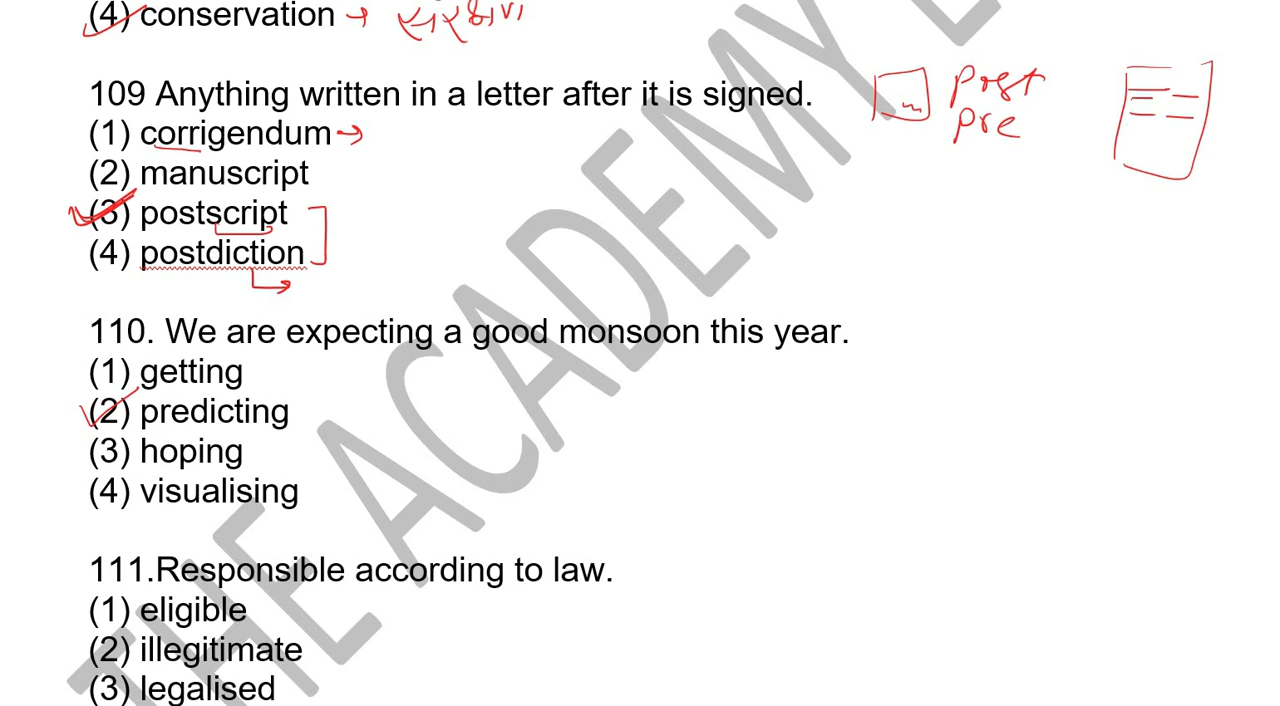 (4) conservation →
109 Anything written in a letter after it is signed.
post
pre
(1) corrigendum →
(2) manuscript
(3) postscript
(4) postdiction
110. We are expecting a good monsoon this year.
(1) getting
(2) predicting
(3) hoping
(4) visualising
111.Responsible according to law.
(1) eligible
(2) illegitimate
(3) legalised
THE ACADEMY